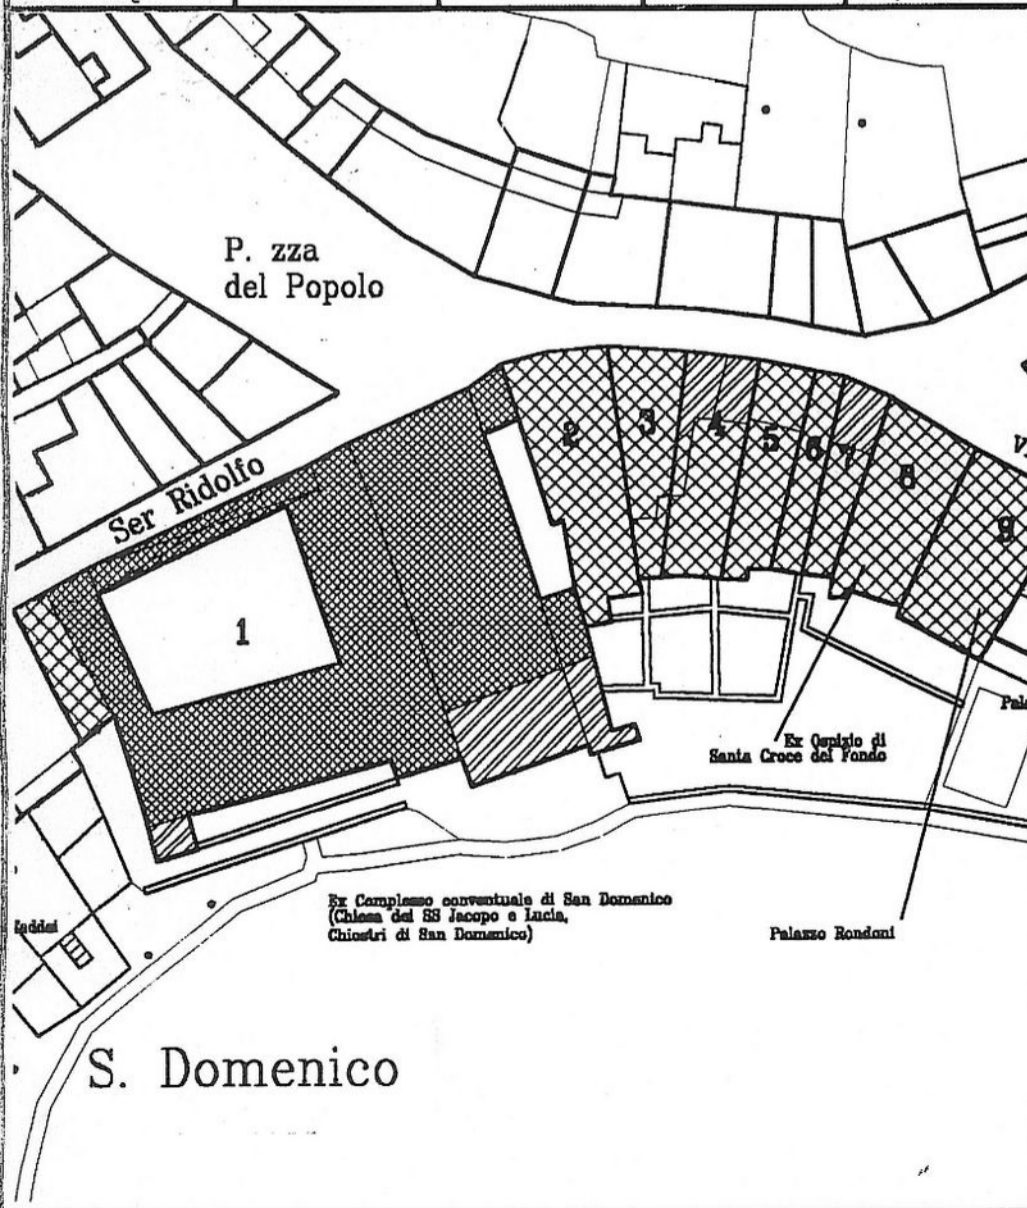 P. zza
del Popolo
Ser Ridolfo
1
2
3
4
5
6
7
8
9
Ex Ospizio di
Santa Croce del Fondo
Ex Complesso conventuale di San Domenico
(Chiesa dei SS Jacopo e Lucia,
Chiostri di San Domenico)
Palazzo Rondoni
S. Domenico